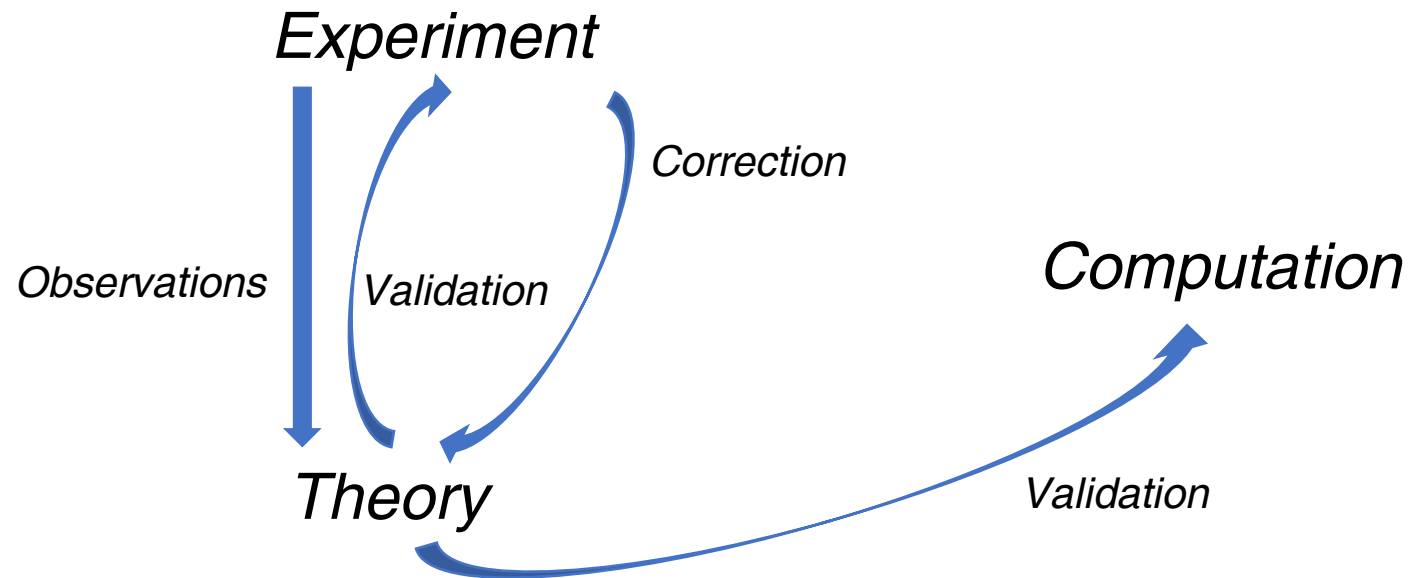 Experiment
Correction
Computation
Observations
Validation
Theory
Validation